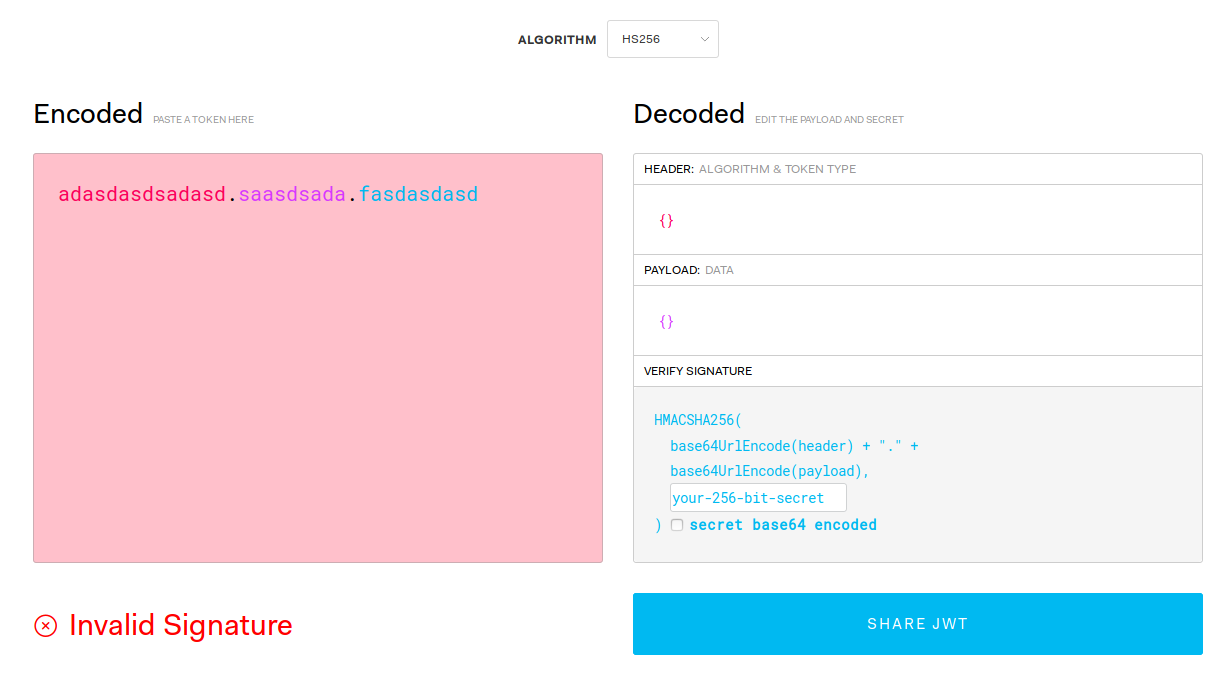 ALGORITHM HS256
Encoded PASTE A TOKEN HERE
adasdasdsadasd.saasdsada.fasdasdasd
Invalid Signature
Decoded EDIT THE PAYLOAD AND SECRET
HEADER: ALGORITHM & TOKEN TYPE
{}
PAYLOAD: DATA
{}
VERIFY SIGNATURE
HMACSHA256(
base64UrlEncode(header) + "." +
base64UrlEncode(payload),
your-256-bit-secret
) secret base64 encoded
SHARE JWT